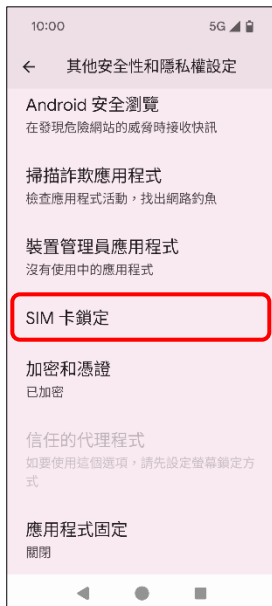 10:00 5G
其他安全性和隱私權設定
Android 安全瀏覽
在發現危險網站的威脅時接收快訊
掃描詐欺應用程式
檢查應用程式活動，找出網路釣魚
裝置管理員應用程式
沒有使用中的應用程式
SIM 卡鎖定
加密和憑證
已加密
信任的代理程式
如要使用這個選項，請先設定螢幕鎖定方
式
應用程式固定
關閉